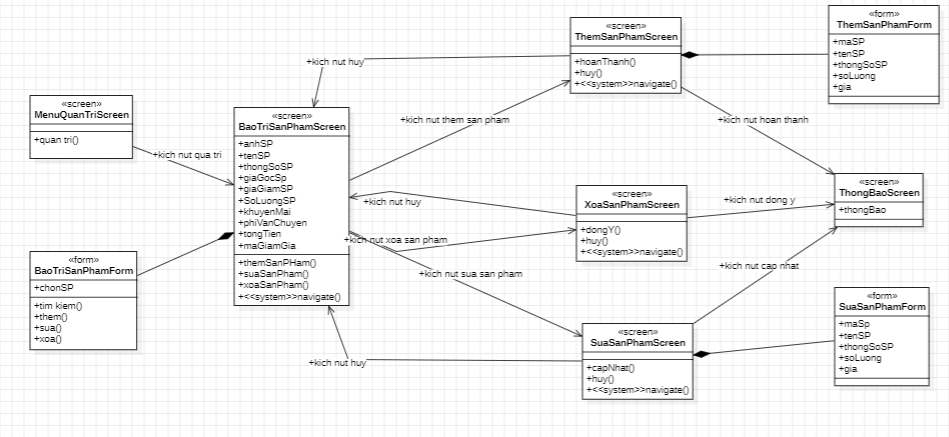 «screen»
MenuQuanTriScreen
+quan tri()
+kich nut qua tri
«form»
BaoTriSanPhamForm
+chonSP
+tim kiem()
+them()
+sua()
+xoa()
«screen»
BaoTriSanPhamScreen
+anhSP
+tenSP
+thongSoSP
+giaGocSp
+giaGiamSP
+SoLuongSP
+khuyenMai
+phiVanChuyen
+tongTien
+maGiamGia
+themSanPHam()
+suaSanPham()
+xoaSanPham()
+<<system>>navigate()
+kich nut huy
+kich nut them san pham
+kich nut huy
+kich nut xoa san pham
+kich nut sua san pham
+kich nut huy
«screen»
ThemSanPhamScreen
+hoanThanh()
+huy()
+<<system>>navigate()
«screen»
XoaSanPhamScreen
+dongY()
+huy()
+<<system>>navigate()
«screen»
SuaSanPhamScreen
+capNhat()
+huy()
+<<system>>navigate()
«form»
ThemSanPhamForm
+maSP
+tenSP
+thongSoSP
+soLuong
+gia
+kich nut hoan thanh
+kich nut dong y
+kich nut cap nhat
«screen»
ThongBaoScreen
+thongBao
«form»
SuaSanPhamForm
+maSp
+tenSP
+thongSoSP
+soLuong
+gia